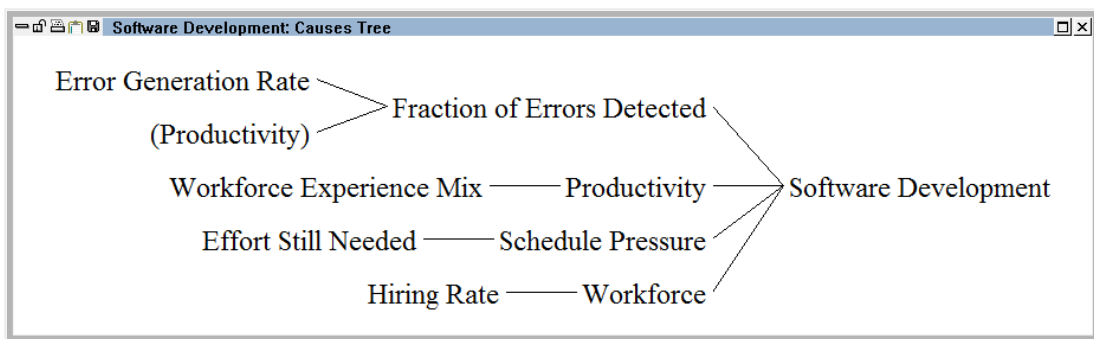 Software Development: Causes Tree
Error Generation Rate
Fraction of Errors Detected
(Productivity)
Workforce Experience Mix
Productivity
Software Development
Effort Still Needed
Schedule Pressure
Hiring Rate
Workforce